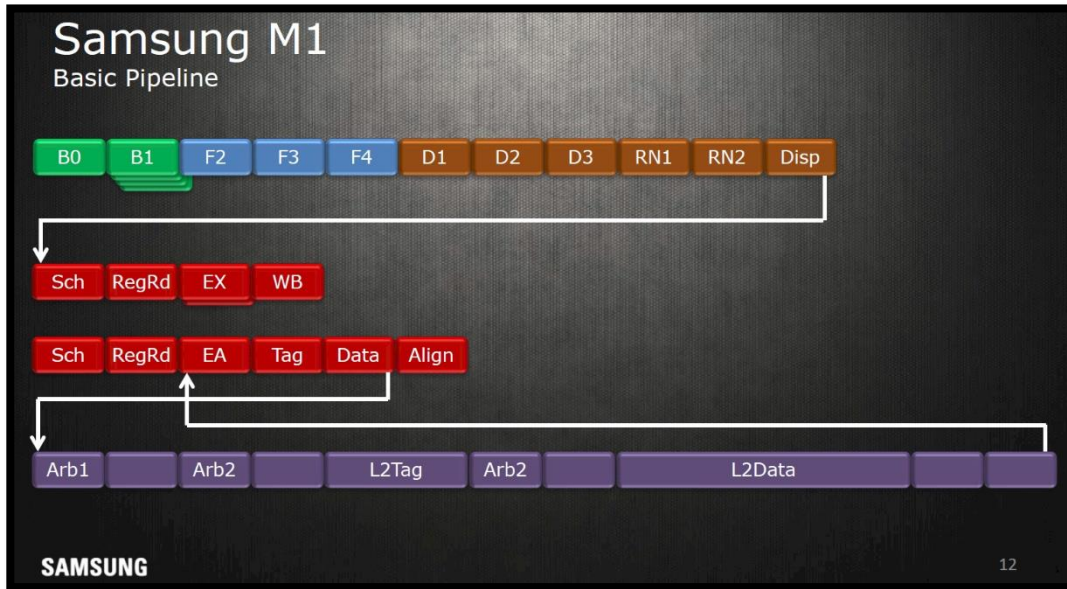 Samsung M1
Basic Pipeline
B0 B1 F2 F3 F4 D1 D2 D3 RN1 RN2 Disp
Sch RegRd EX WB
Sch RegRd EA Tag Data Align
Arb1 Arb2 L2Tag Arb2 L2Data
SAMSUNG 12